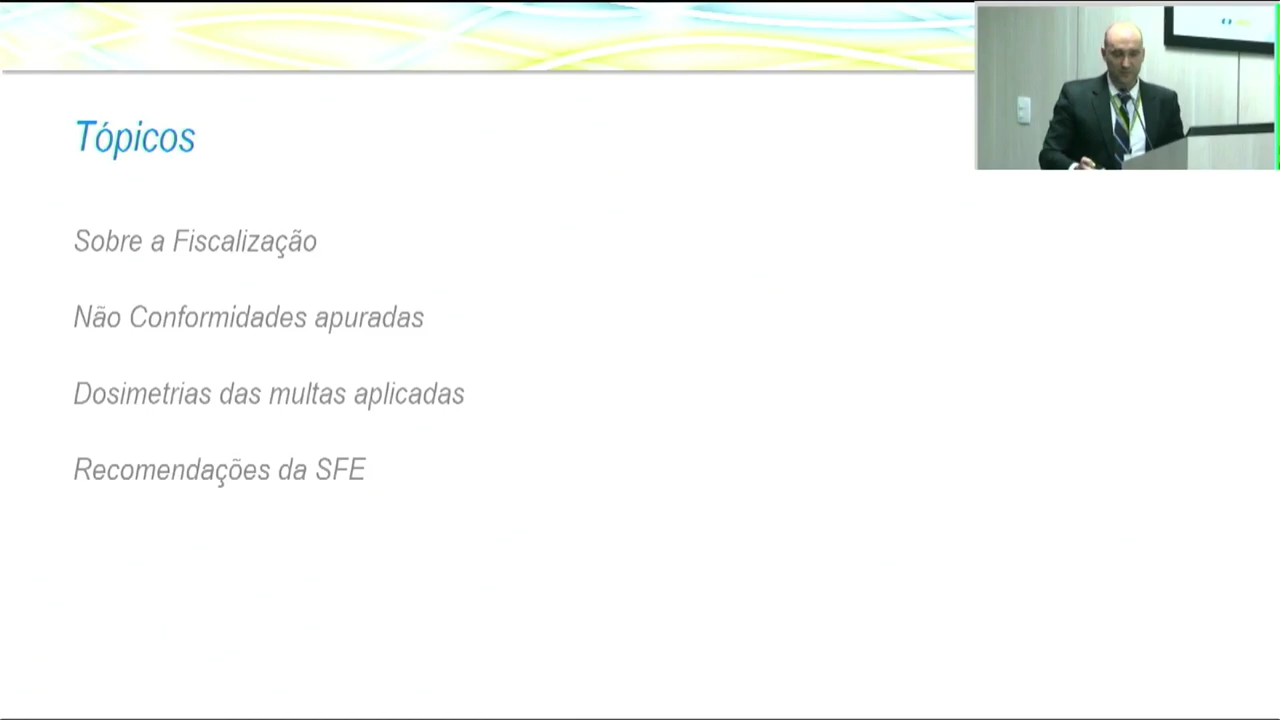 Tópicos
Sobre a Fiscalização
Não Conformidades apuradas
Dosimetrias das multas aplicadas
Recomendações da SFE